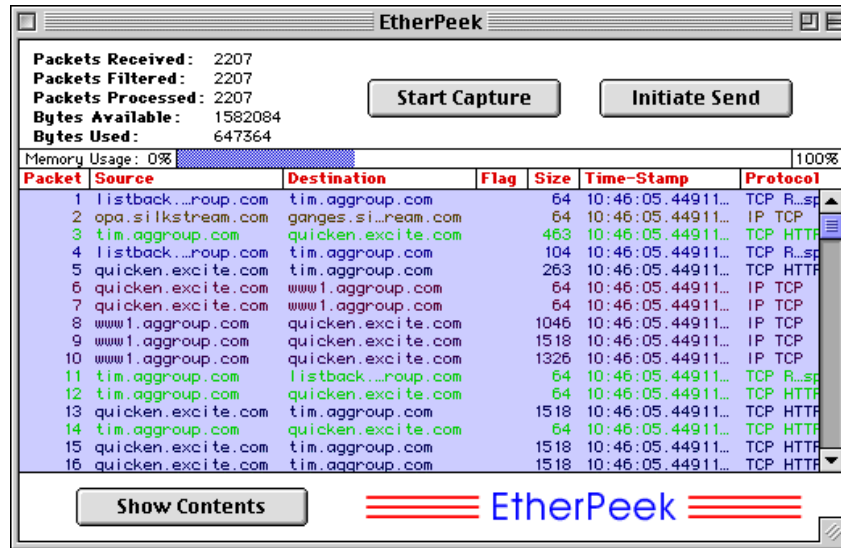 EtherPeek
Packets Received: 2207
Packets Filtered: 2207
Packets Processed: 2207
Bytes Available: 1582084
Bytes Used: 647364
Start Capture
Initiate Send
Memory Usage: 0% 100%
Packet Source Destination Flag Size Time-Stamp Protocol
1 listback....roup.com tim.aggroup.com 64 10:46:05.44911... TCP R...sp
2 opa.silkstream.com ganges.si...ream.com 64 10:46:05.44911... IP TCP
3 tim.aggroup.com quicken.excite.com 463 10:46:05.44911... TCP HTTP
4 listback....roup.com tim.aggroup.com 104 10:46:05.44911... TCP R...sp
5 quicken.excite.com tim.aggroup.com 263 10:46:05.44911... TCP HTTP
6 quicken.excite.com www1.aggroup.com 64 10:46:05.44911... IP TCP
7 quicken.excite.com www1.aggroup.com 64 10:46:05.44911... IP TCP
8 www1.aggroup.com quicken.excite.com 1046 10:46:05.44911... IP TCP
9 www1.aggroup.com quicken.excite.com 1518 10:46:05.44911... IP TCP
10 www1.aggroup.com quicken.excite.com 1326 10:46:05.44911... IP TCP
11 tim.aggroup.com listback....roup.com 64 10:46:05.44911... TCP R...sp
12 tim.aggroup.com quicken.excite.com 64 10:46:05.44911... TCP HTTP
13 quicken.excite.com tim.aggroup.com 1518 10:46:05.44911... TCP HTTP
14 tim.aggroup.com quicken.excite.com 64 10:46:05.44911... TCP HTTP
15 quicken.excite.com tim.aggroup.com 1518 10:46:05.44911... TCP HTTP
16 quicken.excite.com tim.aggroup.com 1518 10:46:05.44911... TCP HTTP
Show Contents
EtherPeek